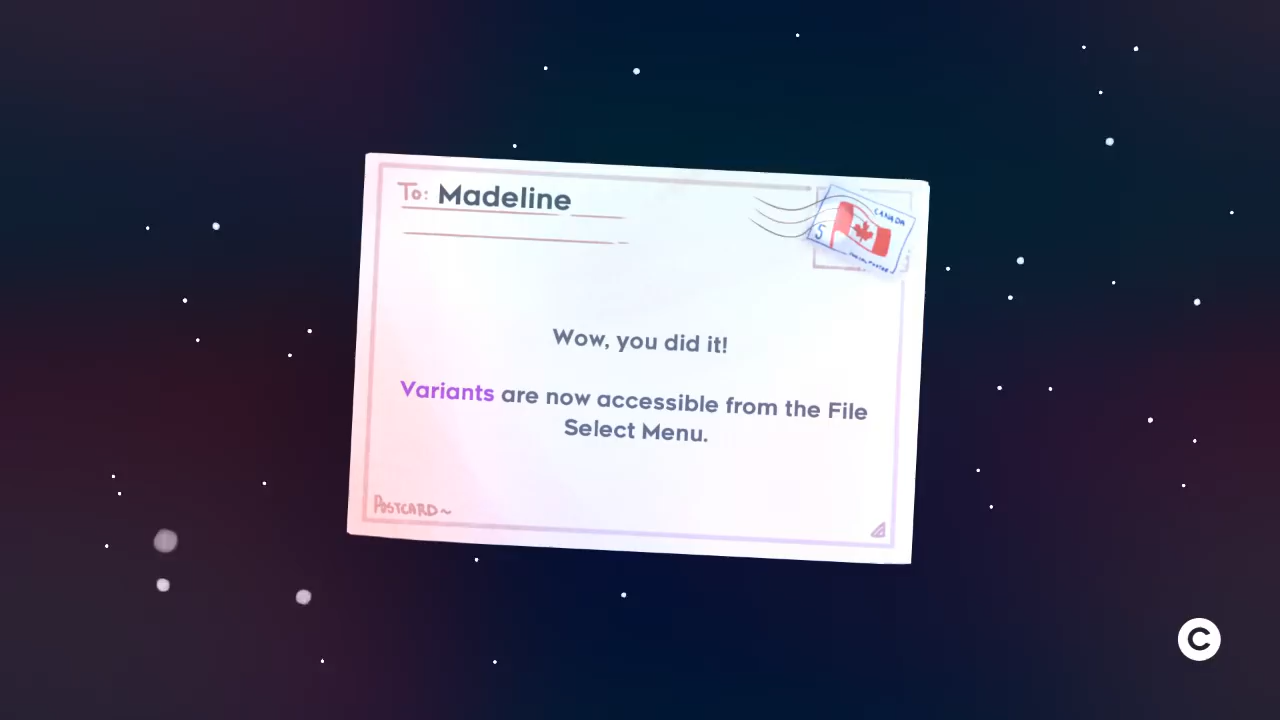 To: Madeline
CANADA
5
Wow, you did it!
Variants are now accessible from the File
Select Menu.
POSTCARD~
C